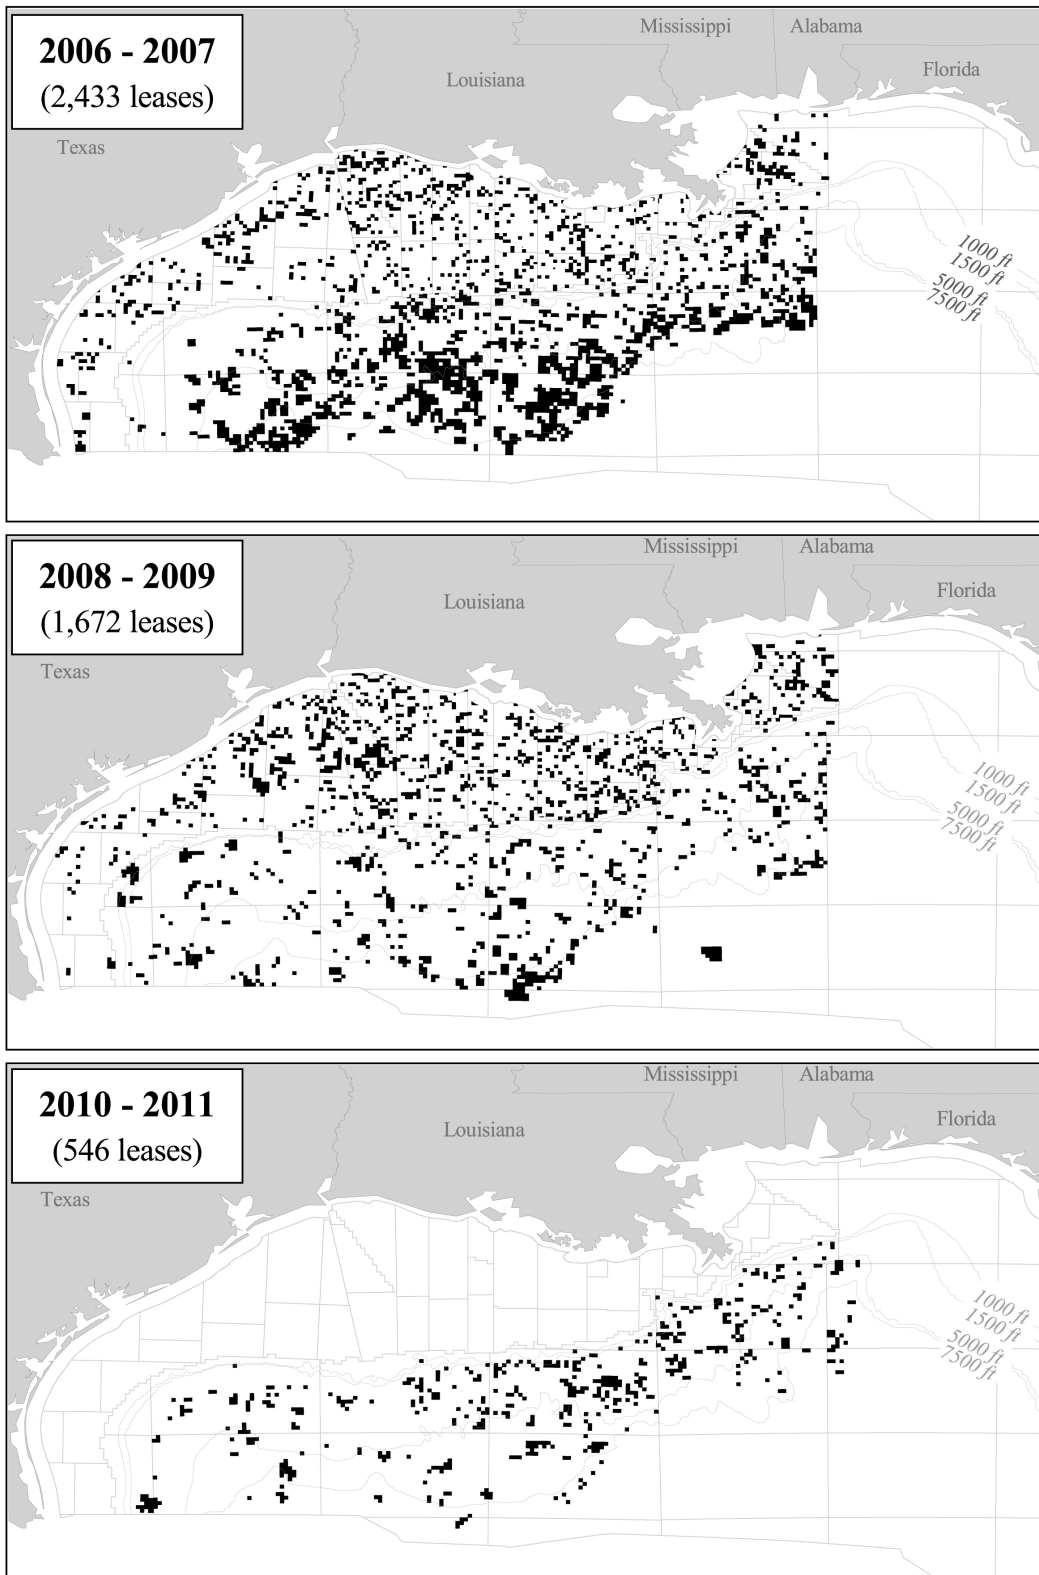 2006 - 2007
(2,433 leases)
Mississippi
Alabama
Louisiana
Florida
Texas
1000 ft
1500 ft
5000 ft
7500 ft
2008 - 2009
(1,672 leases)
Mississippi
Alabama
Louisiana
Florida
Texas
1000 ft
1500 ft
5000 ft
7500 ft
2010 - 2011
(546 leases)
Mississippi
Alabama
Louisiana
Florida
Texas
1000 ft
1500 ft
5000 ft
7500 ft